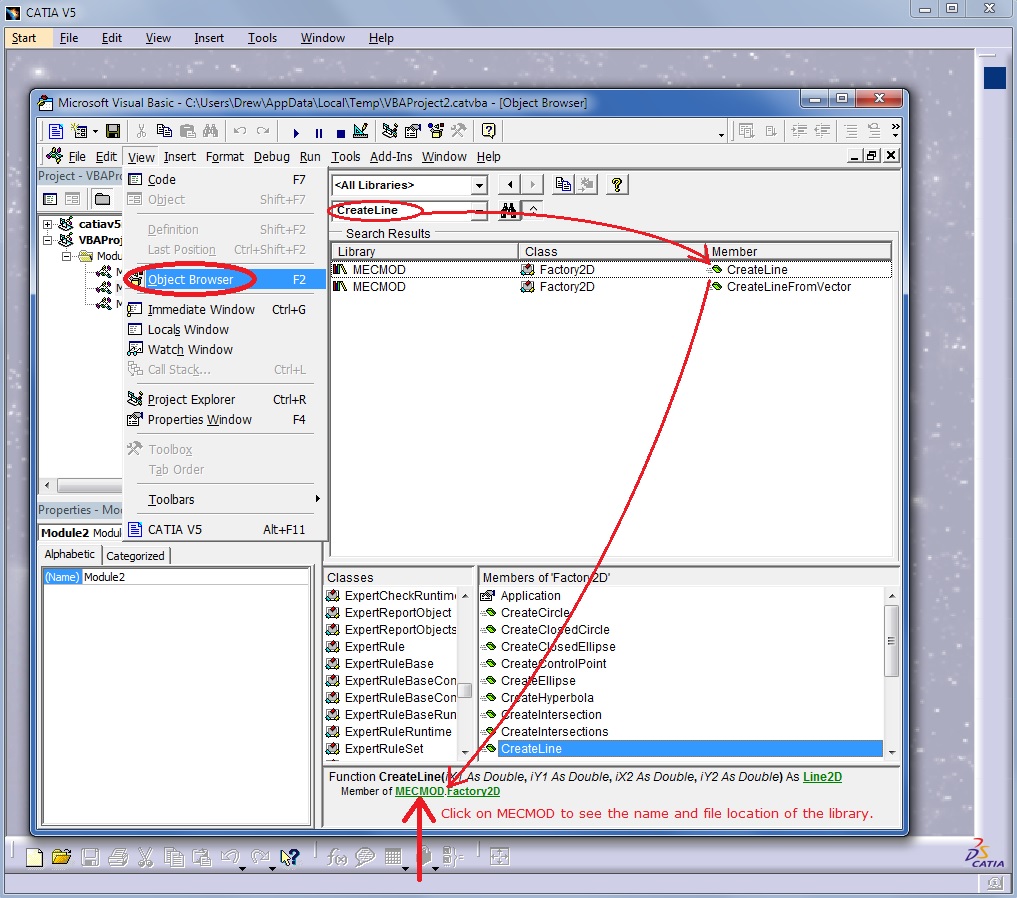 CATIA V5
Start File Edit View Insert Tools Window Help
Microsoft Visual Basic - C:\Users\Drew\AppData\Local\Temp\VBAProject2.catvba - [Object Browser]
File Edit View Insert Format Debug Run Tools Add-Ins Window Help
Project - VBAPro
catiav5
VBAProj
Modu
M
M
M
Code F7
Object Shift+F7
Definition Shift+F2
Last Position Ctrl+Shift+F2
Object Browser F2
Immediate Window Ctrl+G
Locals Window
Watch Window
Call Stack... Ctrl+L
Project Explorer Ctrl+R
Properties Window F4
Toolbox
Tab Order
Toolbars
CATIA V5 Alt+F11
<All Libraries>
CreateLine
Search Results
Library Class Member
MECMOD Factory2D CreateLine
MECMOD Factory2D CreateLineFromVector
Properties - Mo
Module2 Modu
Alphabetic Categorized
(Name) Module2
Classes
ExpertCheckRuntime
ExpertReportObject
ExpertReportObjects
ExpertRule
ExpertRuleBase
ExpertRuleBaseCon
ExpertRuleBaseCon
ExpertRuleBaseRun
ExpertRuleRuntime
ExpertRuleSet
Members of 'Factory2D'
Application
CreateCircle
CreateClosedCircle
CreateClosedEllipse
CreateControlPoint
CreateEllipse
CreateHyperbola
CreateIntersection
CreateIntersections
CreateLine
Function CreateLine(iX1 As Double, iY1 As Double, iX2 As Double, iY2 As Double) As Line2D
Member of MECMOD.Factory2D
Click on MECMOD to see the name and file location of the library.
f(x)
DS
CATIA